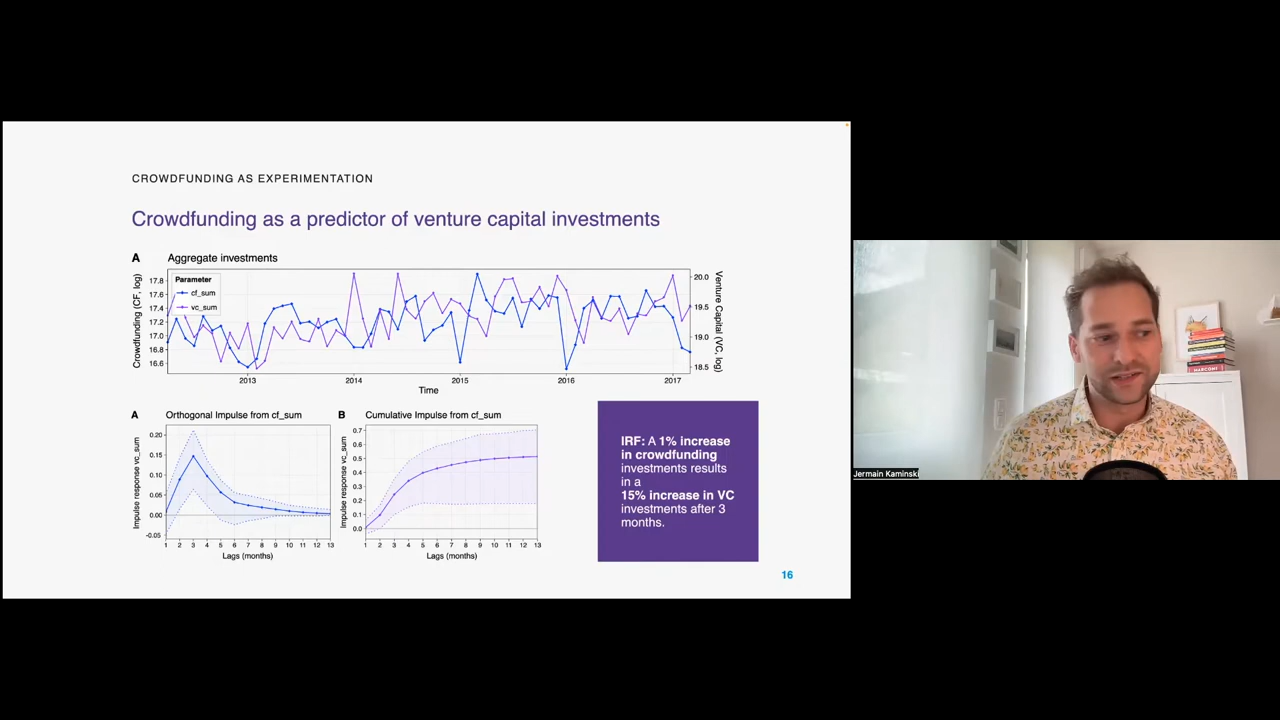 CROWDFUNDING AS EXPERIMENTATION
Crowdfunding as a predictor of venture capital investments
A Aggregate investments
Crowdfunding (CF, log)
17.8
17.4
17.2
16.8
16.6
Parameter
cf_sum
vc_sum
20.0
19.5
19.0
18.5
Venture Capital (VC, log)
2013 2014 2015 2016 2017
Time
A Orthogonal Impulse from cf_sum
Impulse response vc_sum
0.20
0.15
0.10
0.05
0.00
-0.05
1 2 3 4 5 6 7 8 9 10 11 12 13
Lags (months)
B Cumulative Impulse from cf_sum
Impulse response vc_sum
0.7
0.6
0.5
0.4
0.3
0.2
0.1
0.0
1 2 3 4 5 6 7 8 9 10 11 12 13
Lags (months)
IRF: A 1% increase
in crowdfunding
investments results
in a
15% increase in VC
investments after 3
months.
16
MARCONI
Jermain Kaminski